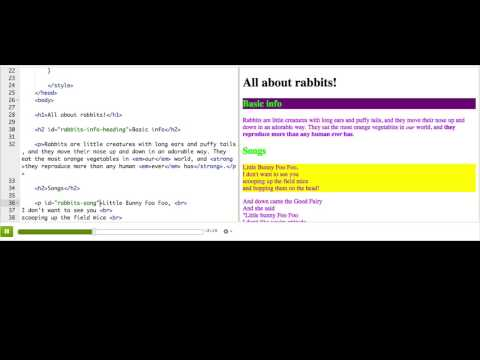 22 }
23
24 </style>
25 </head>
26 <body>
27
28 <h1>All about rabbits!</h1>
29
30 <h2 id="rabbits-info-heading">Basic info</h2>
31
32 <p>Rabbits are little creatures with long ears and puffy tails
, and they move their nose up and down in an adorable way. They
eat the most orange vegetables in <em>our</em> world, and <strong
>they reproduce more than any human <em>ever</em> has</strong>.</p
>
33
34 <h2>Songs</h2>
35
36 <p id="rabbits-song">Little Bunny Foo Foo, <br>
37 I don't want to see you <br>
38 scooping up the field mice <br>
All about rabbits!
Basic info
Rabbits are little creatures with long ears and puffy tails, and they move their nose up and
down in an adorable way. They eat the most orange vegetables in our world, and they
reproduce more than any human ever has.
Songs
Little Bunny Foo Foo,
I don't want to see you
scooping up the field mice
and bopping them on the head!
And down came the Good Fairy
And she said
"Little bunny Foo Foo